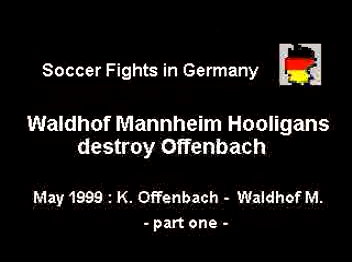 Soccer Fights in Germany
Waldhof Mannheim Hooligans
destroy Offenbach
May 1999 : K. Offenbach - Waldhof M.
- part one -